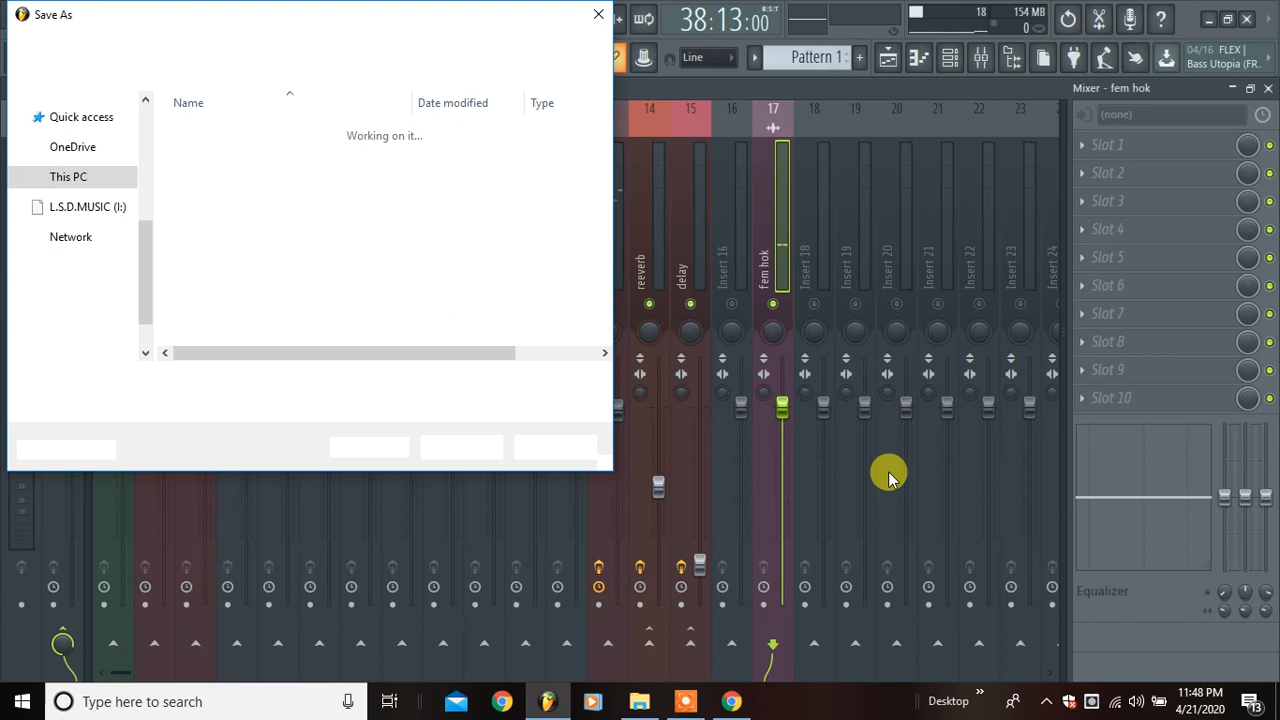 Save As
38:13:00
B:S:T
18
154 MB
0
Line
Pattern 1
04/16 FLEX |
Bass Utopia (FR..
Name
Date modified
Type
Working on it...
Quick access
OneDrive
This PC
L.S.D.MUSIC (I:)
Network
14
15
16
17
18
19
20
21
22
23
reeverb
delay
Insert 16
fem hok
Insert 18
Insert 19
Insert 20
Insert 21
Insert 22
Insert 23
Insert 24
Mixer - fem hok
(none)
Slot 1
Slot 2
Slot 3
Slot 4
Slot 5
Slot 6
Slot 7
Slot 8
Slot 9
Slot 10
Equalizer
Type here to search
Desktop
11:48 PM
4/21/2020
13